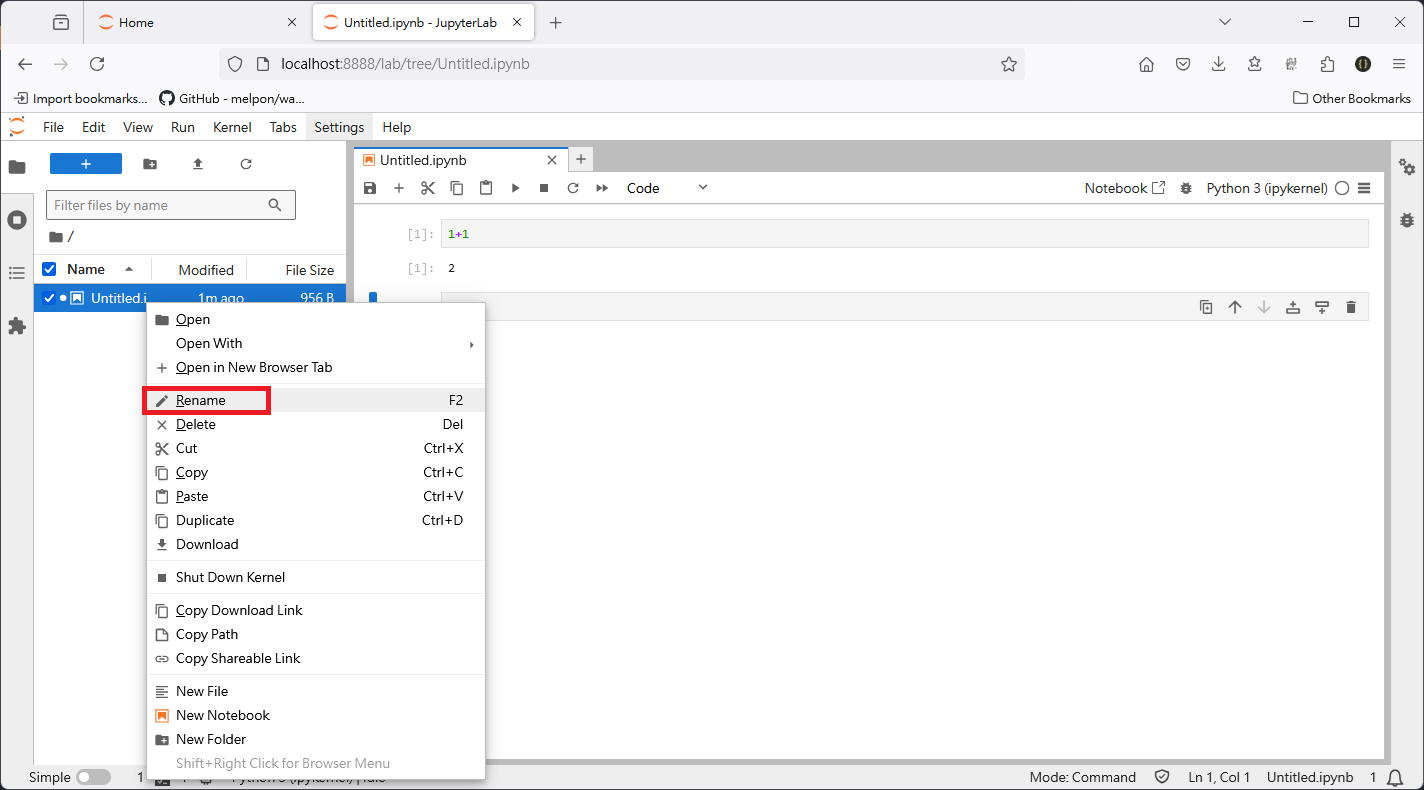 Home
Untitled.ipynb - JupyterLab
localhost:8888/lab/tree/Untitled.ipynb
Import bookmarks...
GitHub - melpon/wa...
Other Bookmarks
File Edit View Run Kernel Tabs Settings Help
Untitled.ipynb
Code
Notebook
Python 3 (ipykernel)
Filter files by name
/
Name Modified File Size
Untitled.i 1m ago 956 B
[1]: 1+1
[1]: 2
Open
Open With
Open in New Browser Tab
Rename F2
Delete Del
Cut Ctrl+X
Copy Ctrl+C
Paste Ctrl+V
Duplicate Ctrl+D
Download
Shut Down Kernel
Copy Download Link
Copy Path
Copy Shareable Link
New File
New Notebook
New Folder
Shift+Right Click for Browser Menu
Simple 1
Mode: Command Ln 1, Col 1 Untitled.ipynb 1